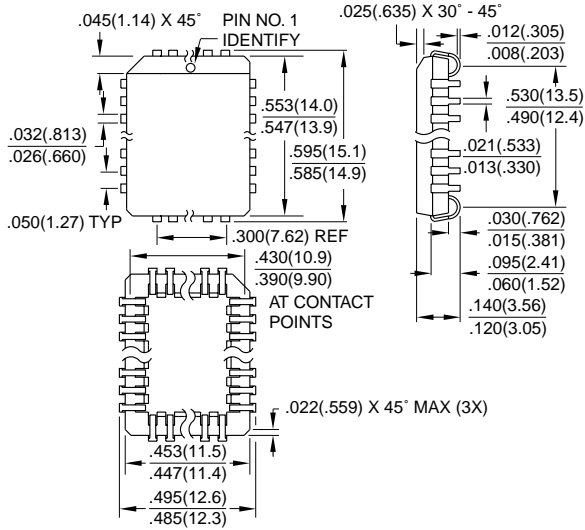 .045(1.14) X 45°
PIN NO. 1
IDENTIFY
.025(.635) X 30° - 45°
.012(.305)
.008(.203)
.553(14.0)
.547(13.9)
.530(13.5)
.490(12.4)
.032(.813)
.026(.660)
.595(15.1)
.585(14.9)
.021(.533)
.013(.330)
.050(1.27) TYP
.300(7.62) REF
.030(.762)
.015(.381)
.430(10.9)
.390(9.90)
AT CONTACT
POINTS
.095(2.41)
.060(1.52)
.140(3.56)
.120(3.05)
.022(.559) X 45° MAX (3X)
.453(11.5)
.447(11.4)
.495(12.6)
.485(12.3)